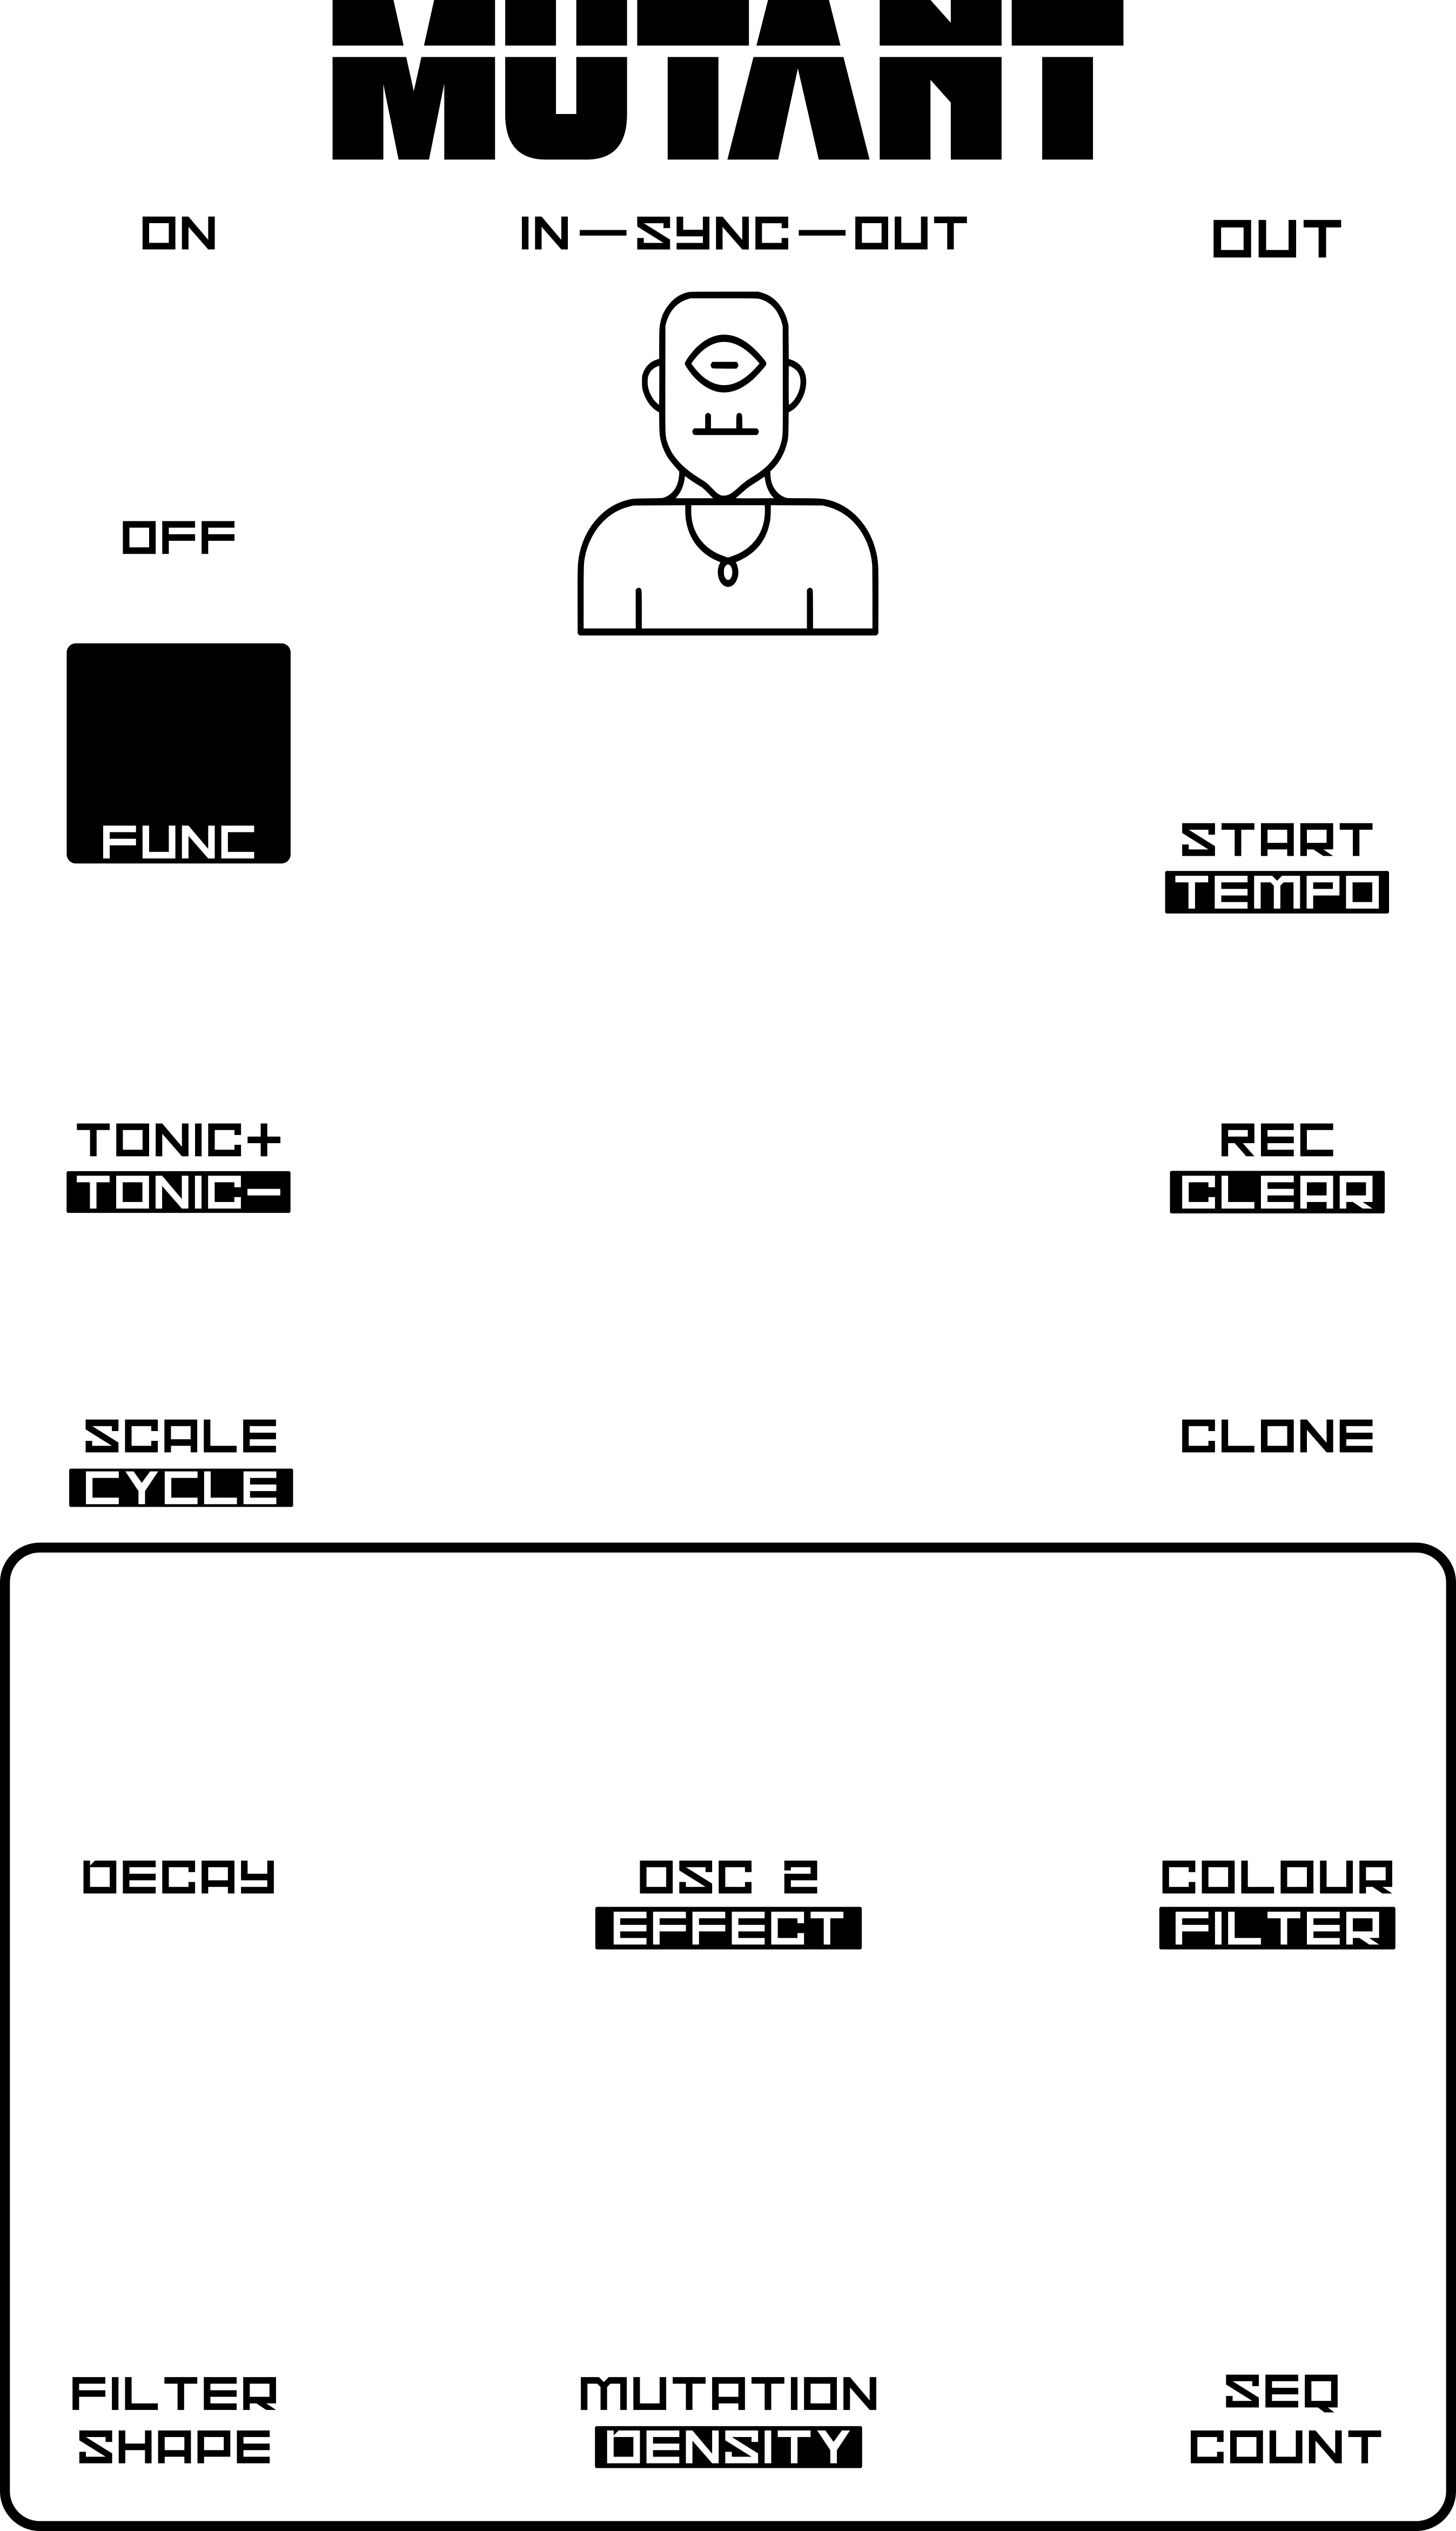 MUTANT
ON
IN—SYNC—OUT
OUT
OFF
FUNC
START
TEMPO
TONIC+
TONIC-
REC
CLEAR
SCALE
CYCLE
CLONE
DECAY
OSC 2
EFFECT
COLOUR
FILTER
FILTER
SHAPE
MUTATION
DENSITY
SEQ
COUNT